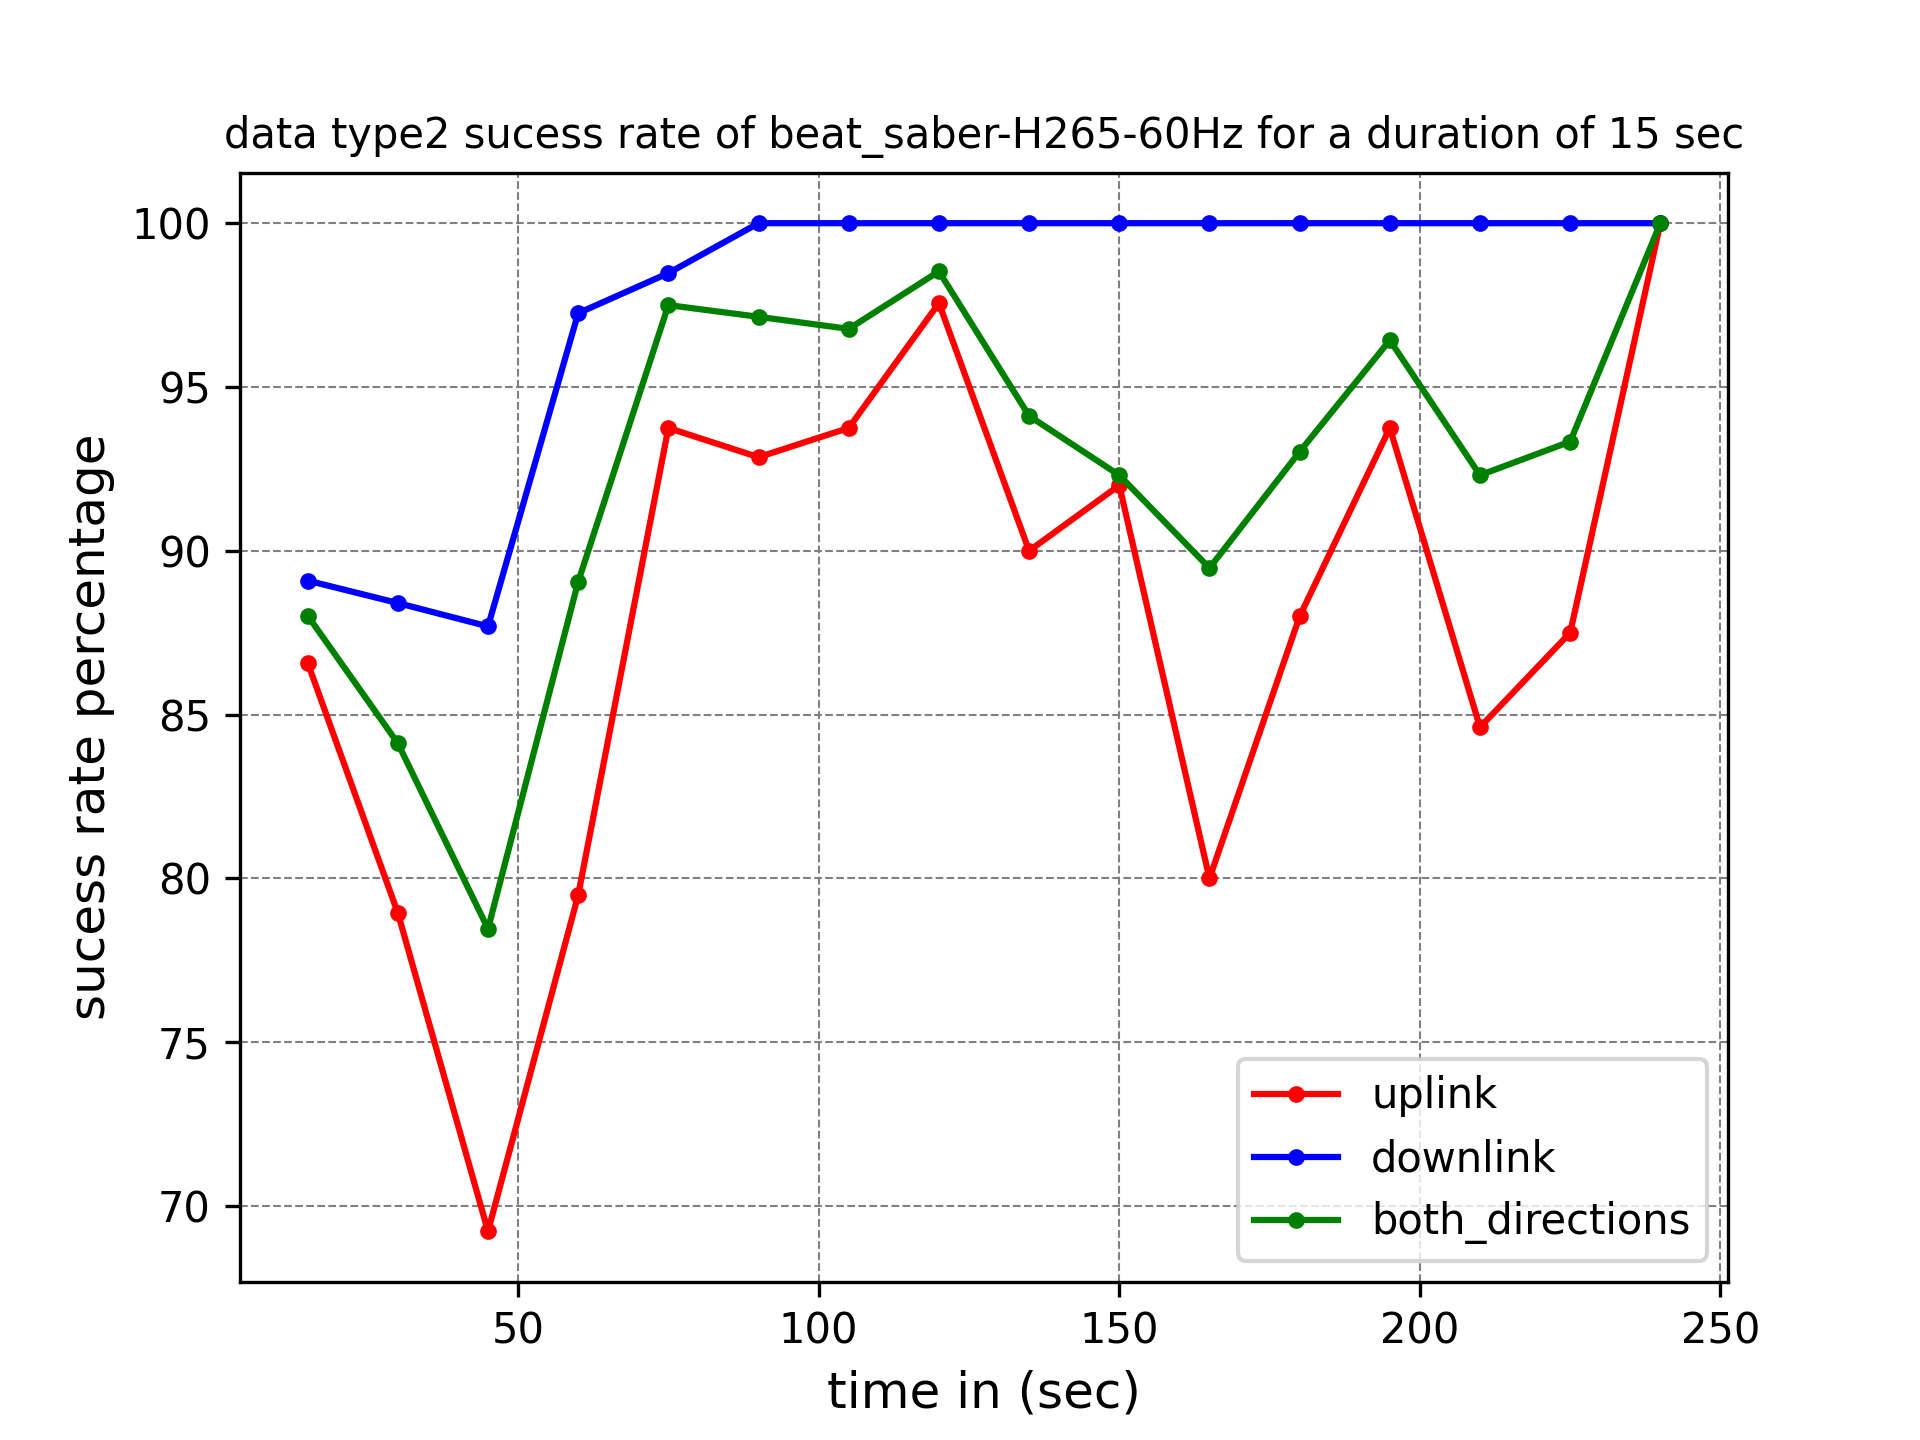 data type2 sucess rate of beat_saber-H265-60Hz for a duration of 15 sec
100
95
90
85
80
75
70
sucess rate percentage
50 100 150 200 250
time in (sec)
uplink
downlink
both_directions